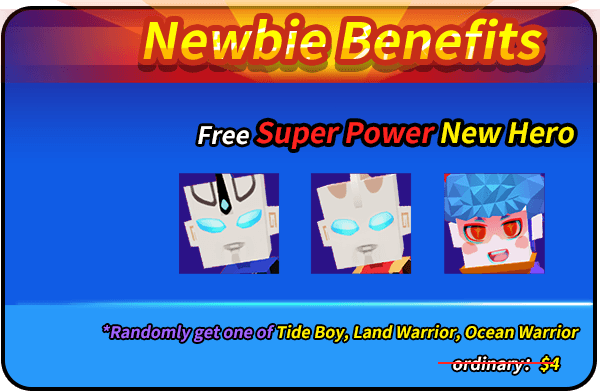 Newbie Benefits
Free Super Power New Hero
*Randomly get one of Tide Boy, Land Warrior, Ocean Warrior
ordinary: $4